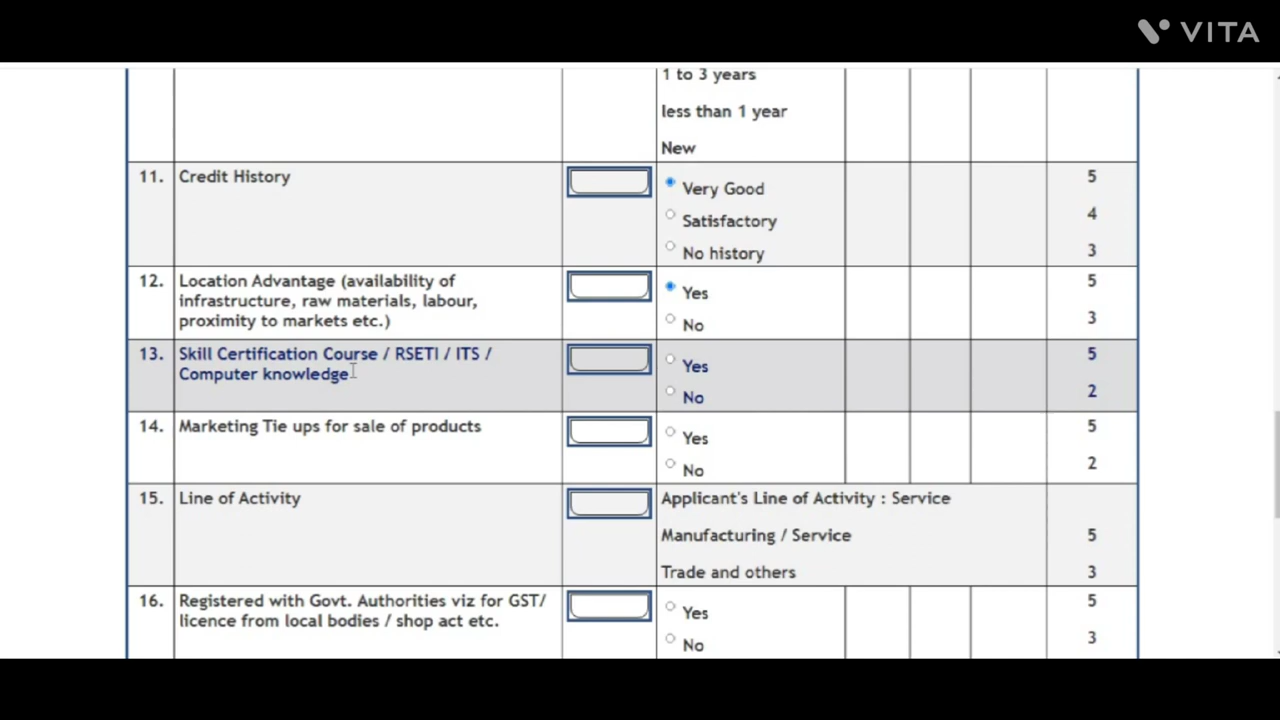 VITA
1 to 3 years
less than 1 year
New
11. Credit History
Very Good 5
Satisfactory 4
No history 3
12. Location Advantage (availability of
infrastructure, raw materials, labour,
proximity to markets etc.)
Yes 5
No 3
13. Skill Certification Course / RSETI / ITS /
Computer knowledge
Yes 5
No 2
14. Marketing Tie ups for sale of products
Yes 5
No 2
15. Line of Activity
Applicant's Line of Activity : Service
Manufacturing / Service 5
Trade and others 3
16. Registered with Govt. Authorities viz for GST/
licence from local bodies / shop act etc.
Yes 5
No 3